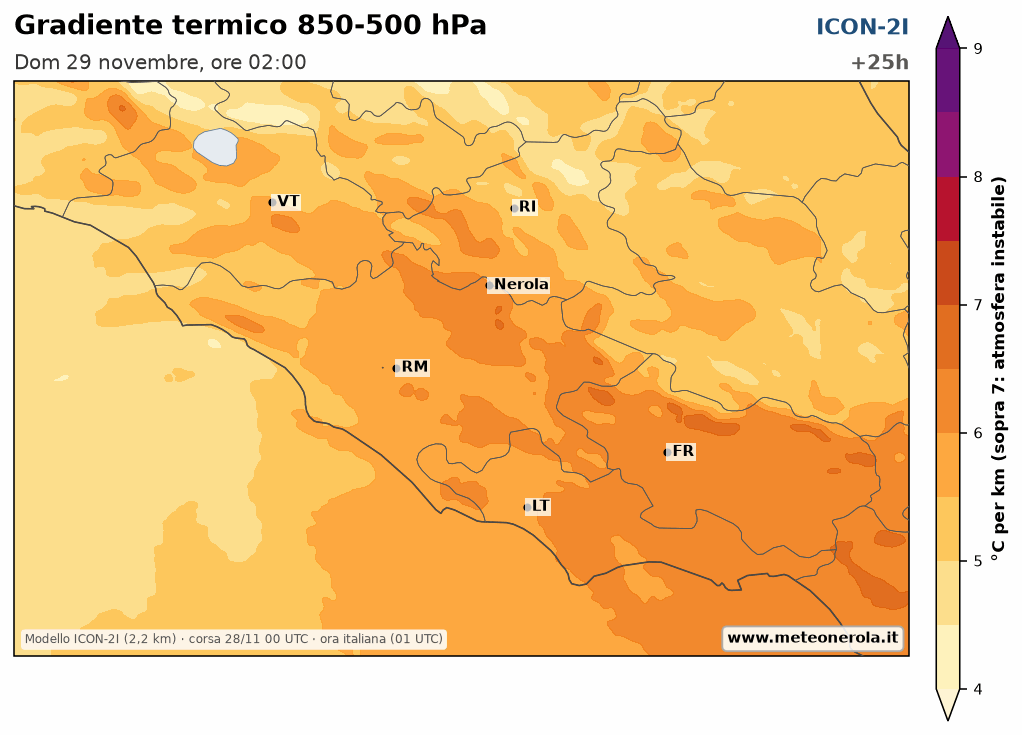 Gradiente termico 850-500 hPa
ICON-2I
Dom 29 novembre, ore 02:00
+25h
VT
RI
Nerola
RM
FR
LT
Modello ICON-2I (2,2 km) · corsa 28/11 00 UTC · ora italiana (01 UTC)
www.meteonerola.it
9
8
7
6
5
4
°C per km (sopra 7: atmosfera instabile)